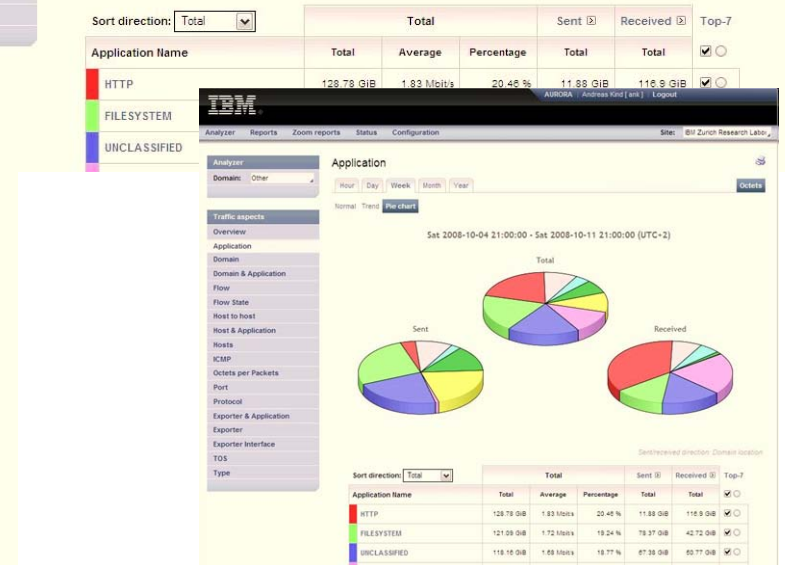 Sort direction: Total Total Sent Received Top-7
Application Name Total Average Percentage Total Total
HTTP 128.78 GiB 1.83 Mbit/s 20.46 % 11.88 GiB 116.9 GiB
FILESYSTEM
UNCLASSIFIED
IBM
AURORA | Andreas Kind [ ank ] | Logout
Analyzer Reports Zoom reports Status Configuration Site: IBM Zurich Research Labor
Analyzer
Domain: Other
Application
Hour Day Week Month Year Octets
Normal Trend Pie chart
Sat 2008-10-04 21:00:00 - Sat 2008-10-11 21:00:00 (UTC+2)
Traffic aspects
Overview
Application
Domain
Domain & Application
Flow
Flow State
Host to host
Host & Application
Hosts
ICMP
Octets per Packets
Port
Protocol
Exporter & Application
Exporter
Exporter Interface
TOS
Type
Total
Sent
Received
Sent/received direction: Domain location
Sort direction: Total Total Sent Received Top-7
Application Name Total Average Percentage Total Total
HTTP 128.78 GiB 1.83 Mbit/s 20.46 % 11.88 GiB 116.9 GiB
FILESYSTEM 121.09 GiB 1.72 Mbit/s 19.24 % 78.37 GiB 42.72 GiB
UNCLASSIFIED 118.16 GiB 1.68 Mbit/s 18.77 %